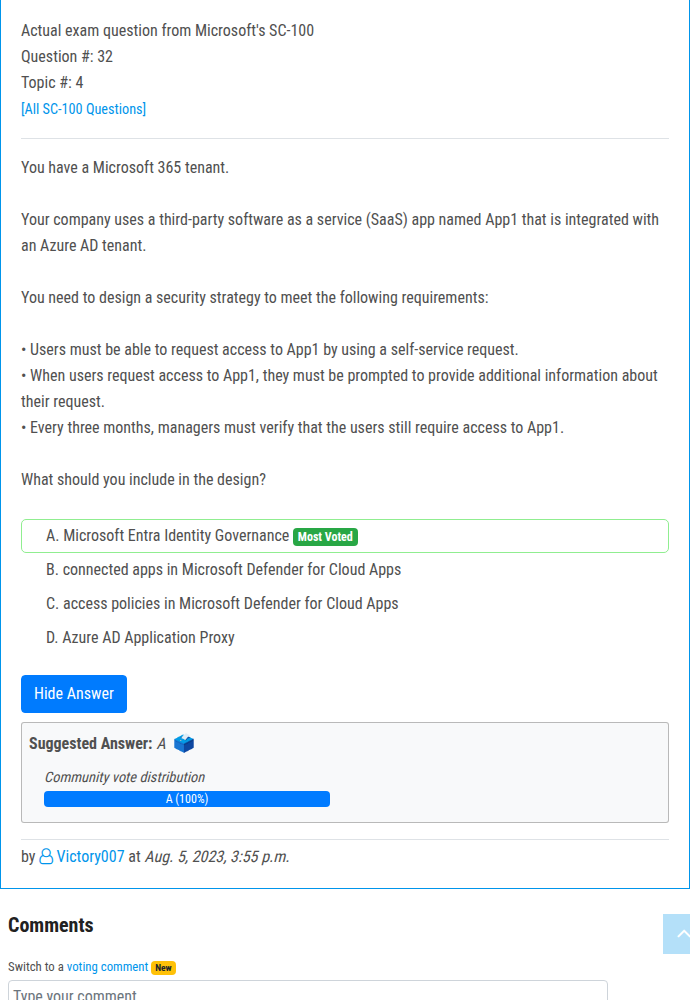 Actual exam question from Microsoft's SC-100
Question #: 32
Topic #: 4
[All SC-100 Questions]
You have a Microsoft 365 tenant.
Your company uses a third-party software as a service (SaaS) app named App1 that is integrated with
an Azure AD tenant.
You need to design a security strategy to meet the following requirements:
• Users must be able to request access to App1 by using a self-service request.
• When users request access to App1, they must be prompted to provide additional information about
their request.
• Every three months, managers must verify that the users still require access to App1.
What should you include in the design?
A. Microsoft Entra Identity Governance Most Voted
B. connected apps in Microsoft Defender for Cloud Apps
C. access policies in Microsoft Defender for Cloud Apps
D. Azure AD Application Proxy
Hide Answer
Suggested Answer: A
Community vote distribution
A (100%)
by Victory007 at Aug. 5, 2023, 3:55 p.m.
Comments
Switch to a voting comment New
Type your comment